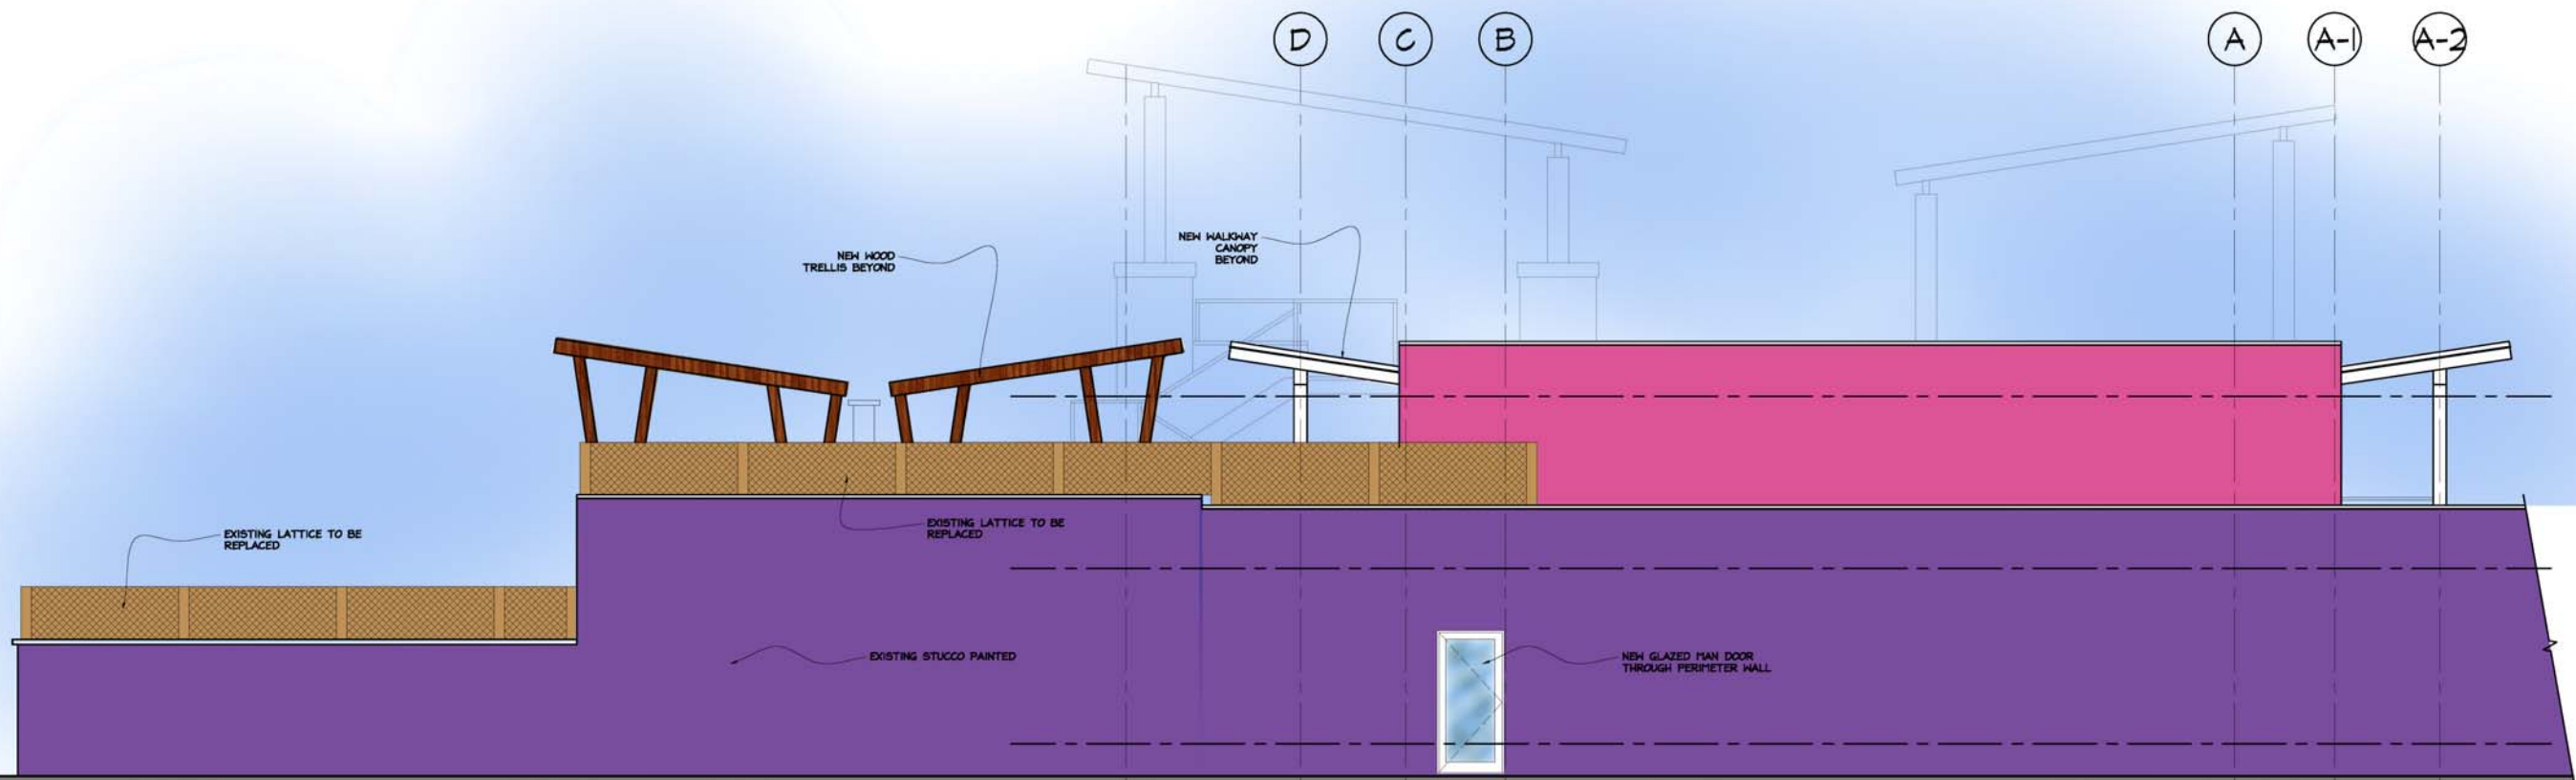 D
C
B
A
A-1
A-2
NEW WALKWAY
CANOPY
BEYOND
NEW WOOD
TRELLIS BEYOND
EXISTING LATTICE TO BE
REPLACED
EXISTING LATTICE TO BE
REPLACED
EXISTING STUCCO PAINTED
NEW GLAZED MAN DOOR
THROUGH PERIMETER WALL